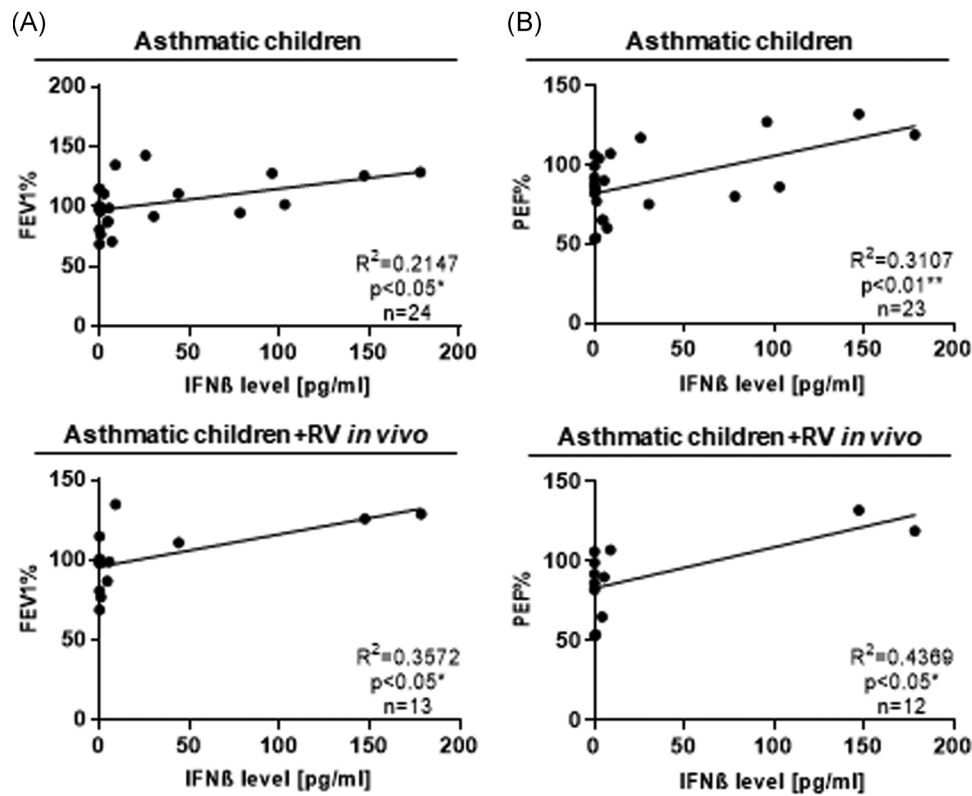 (A)
Asthmatic children
200
150
100
50
0
FEV1%
R²=0.2147
p<0.05*
n=24
0 50 100 150 200
IFNß level [pg/ml]
(B)
Asthmatic children
150
100
50
0
PEF%
R²=0.3107
p<0.01**
n=23
0 50 100 150 200
IFNß level [pg/ml]
Asthmatic children+RV in vivo
150
100
50
0
FEV1%
R²=0.3572
p<0.05*
n=13
0 50 100 150 200
IFNß level [pg/ml]
Asthmatic children+RV in vivo
150
100
50
0
PEF%
R²=0.4369
p<0.05*
n=12
0 50 100 150 200
IFNß level [pg/ml]